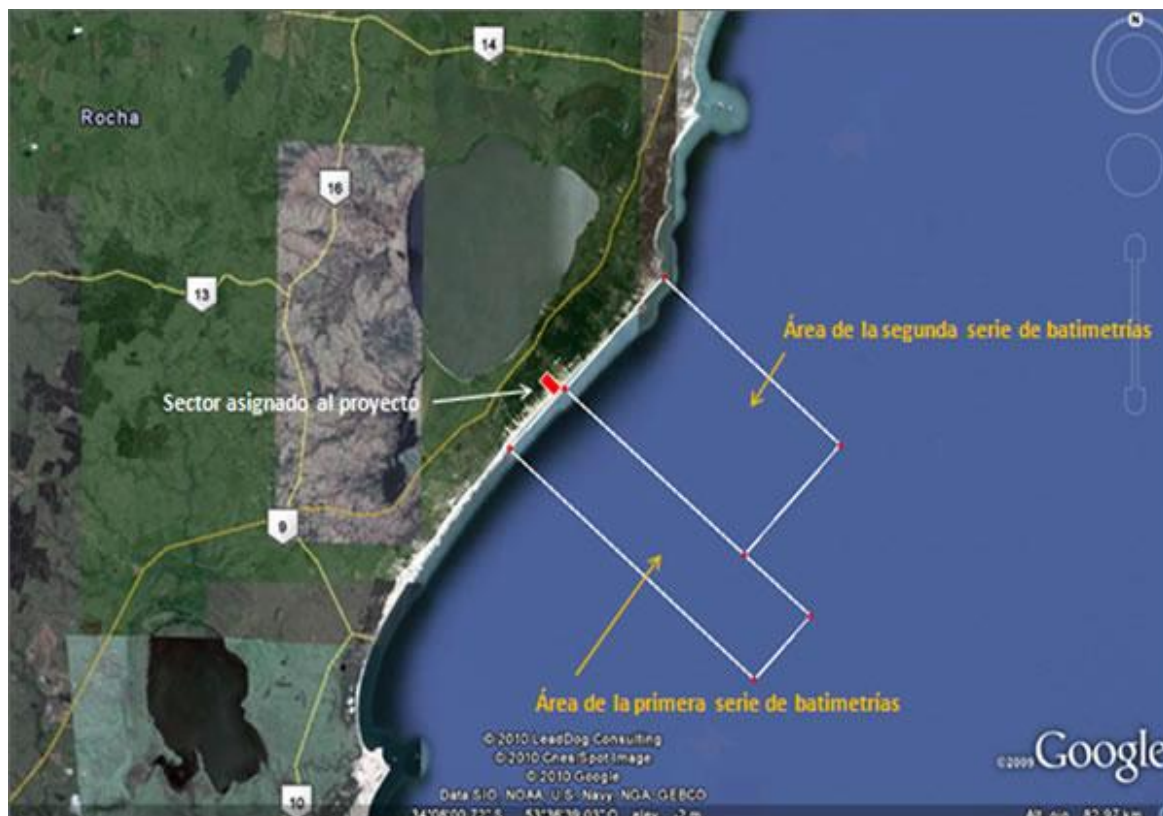 N
14
Rocha
16
13
Área de la segunda serie de batimetrías
Sector asignado al proyecto
9
Área de la primera serie de batimetrías
© 2010 LeadDog Consulting
© 2010 Cnes/Spot Image
© 2010 Google
Data SIO, NOAA, U.S. Navy, NGA, GEBCO
©2009 Google
10